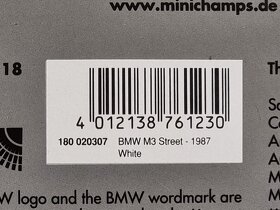 www.minichamps.de
18
Th
4 012138 761230
180 020307 BMW M3 Street - 1987
White
W logo and the BMW wordmark are